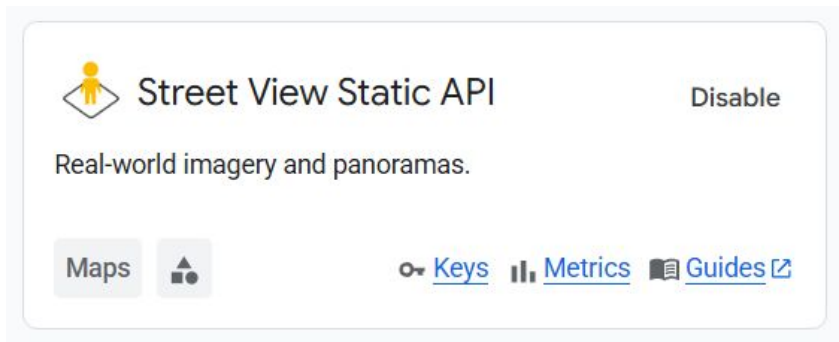 Street View Static API
Disable
Real-world imagery and panoramas.
Maps Keys Metrics Guides